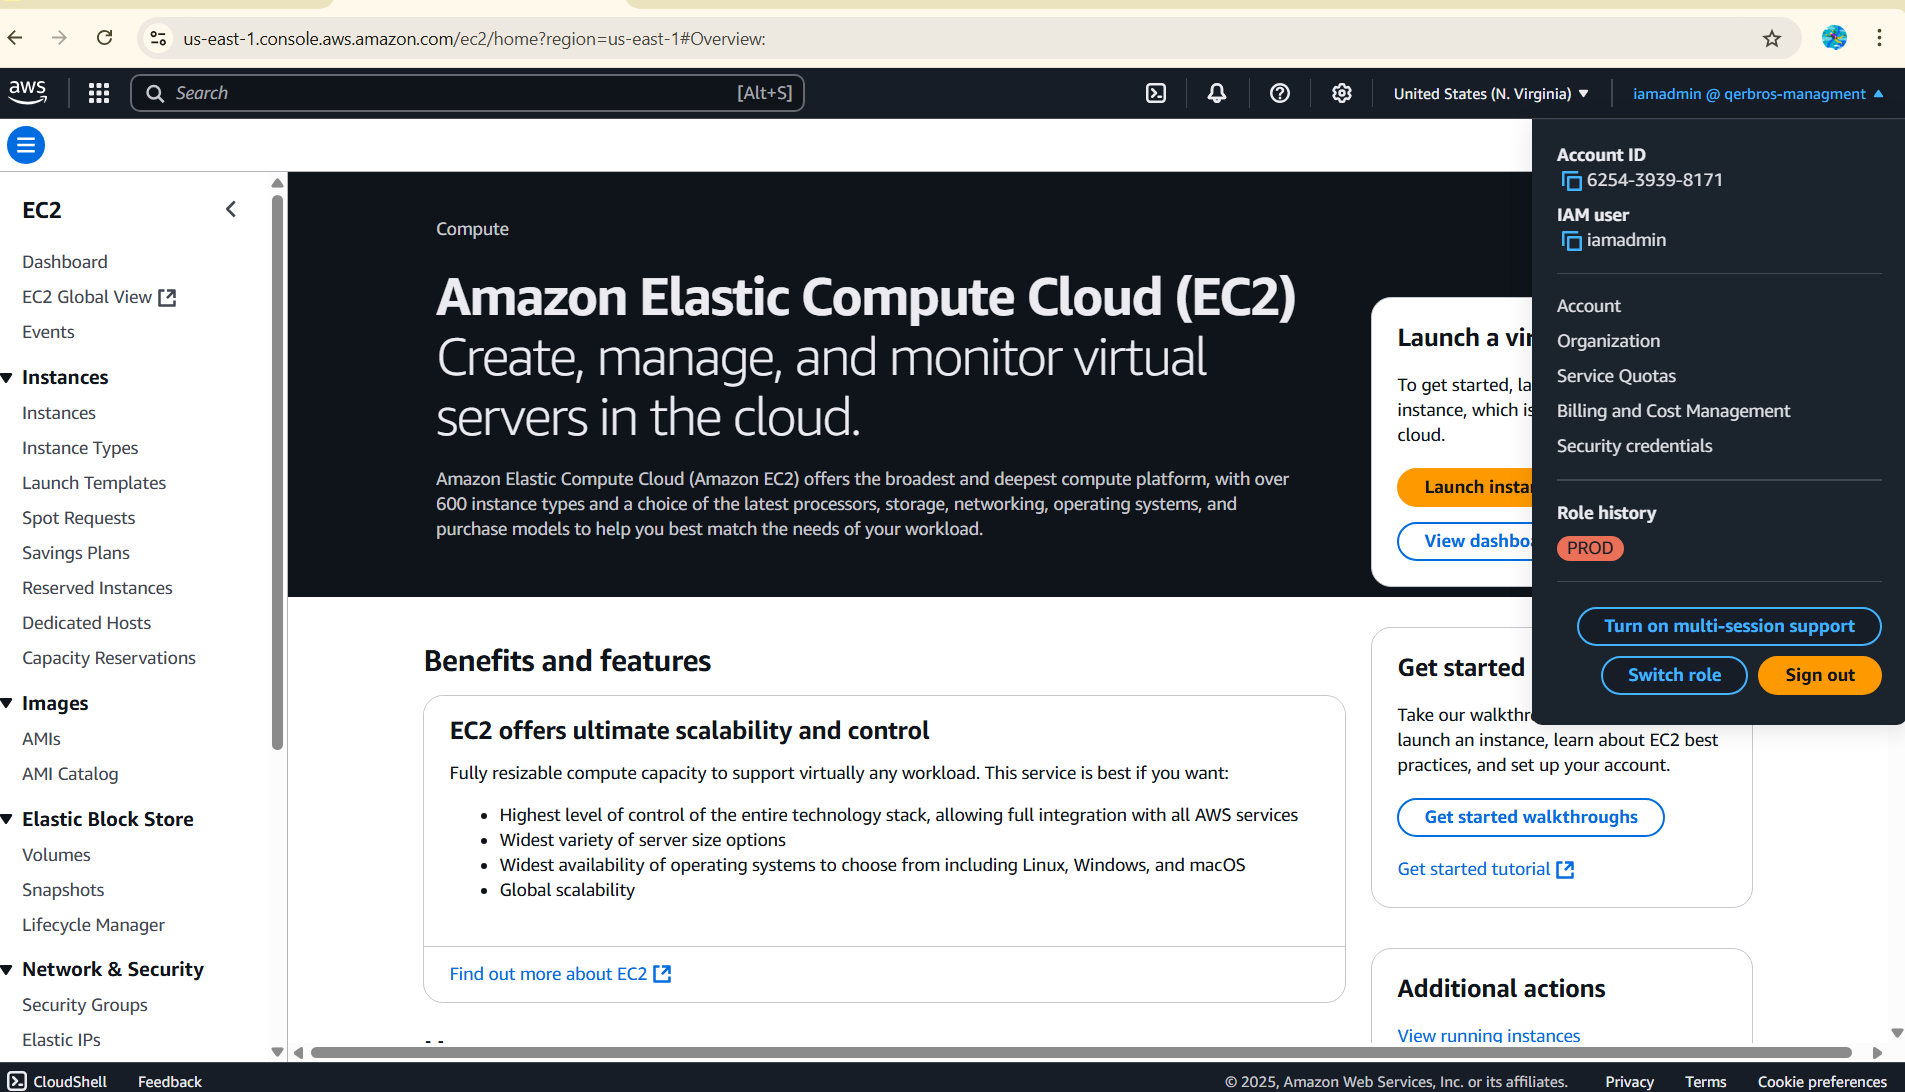 us-east-1.console.aws.amazon.com/ec2/home?region=us-east-1#Overview:
aws
Search
[Alt+S]
United States (N. Virginia)
iamadmin @ qerbros-managment
Account ID
6254-3939-8171
IAM user
iamadmin
Account
Organization
Service Quotas
Billing and Cost Management
Security credentials
Role history
PROD
Turn on multi-session support
Switch role
Sign out
EC2
Dashboard
EC2 Global View
Events
Instances
Instances
Instance Types
Launch Templates
Spot Requests
Savings Plans
Reserved Instances
Dedicated Hosts
Capacity Reservations
Images
AMIs
AMI Catalog
Elastic Block Store
Volumes
Snapshots
Lifecycle Manager
Network & Security
Security Groups
Elastic IPs
Compute
Amazon Elastic Compute Cloud (EC2)
Create, manage, and monitor virtual
servers in the cloud.
Amazon Elastic Compute Cloud (Amazon EC2) offers the broadest and deepest compute platform, with over
600 instance types and a choice of the latest processors, storage, networking, operating systems, and
purchase models to help you best match the needs of your workload.
Launch a
To get started,
instance, which
cloud.
Launch
View
Benefits and features
EC2 offers ultimate scalability and control
Fully resizable compute capacity to support virtually any workload. This service is best if you want:
• Highest level of control of the entire technology stack, allowing full integration with all AWS services
• Widest variety of server size options
• Widest availability of operating systems to choose from including Linux, Windows, and macOS
• Global scalability
Find out more about EC2
Get started
Take our
launch an instance, learn about EC2 best
practices, and set up your account.
Get started walkthroughs
Get started tutorial
Additional actions
View running instances
CloudShell
Feedback
© 2025, Amazon Web Services, Inc. or its affiliates.
Privacy
Terms
Cookie preferences